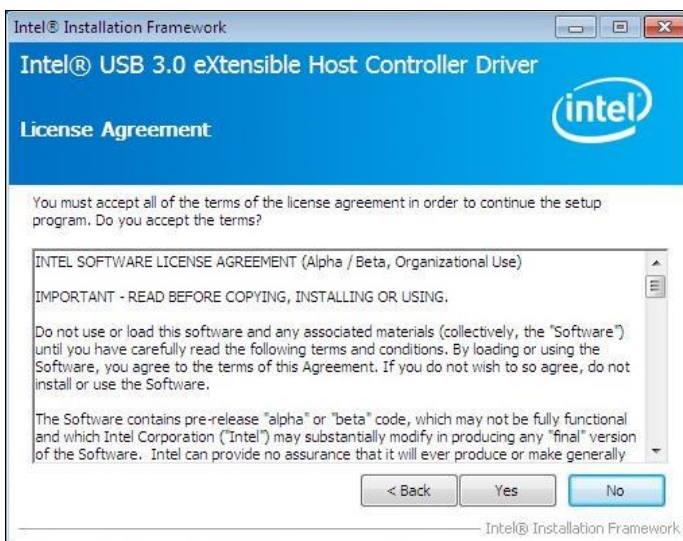 Intel® Installation Framework
Intel® USB 3.0 eXtensible Host Controller Driver
intel
License Agreement
You must accept all of the terms of the license agreement in order to continue the setup
program. Do you accept the terms?
INTEL SOFTWARE LICENSE AGREEMENT (Alpha / Beta, Organizational Use)
IMPORTANT - READ BEFORE COPYING, INSTALLING OR USING.
Do not use or load this software and any associated materials (collectively, the "Software")
until you have carefully read the following terms and conditions. By loading or using the
Software, you agree to the terms of this Agreement. If you do not wish to so agree, do not
install or use the Software.
The Software contains pre-release "alpha" or "beta" code, which may not be fully functional
and which Intel Corporation ("Intel") may substantially modify in producing any "final" version
of the Software. Intel can provide no assurance that it will ever produce or make generally
< Back
Yes
No
Intel® Installation Framework